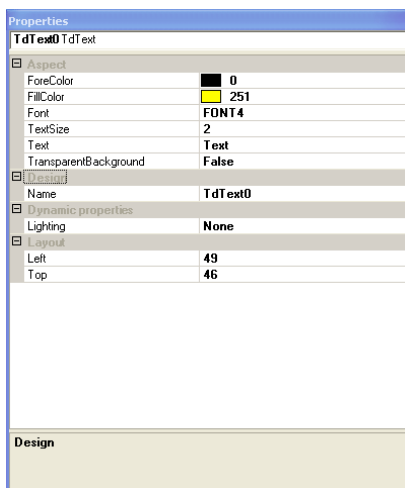 Properties
TdText0 TdText
Aspect
ForeColor 0
FillColor 251
Font FONT4
TextSize 2
Text Text
TransparentBackground False
Design
Name TdText0
Dynamic properties
Lighting None
Layout
Left 49
Top 46
Design